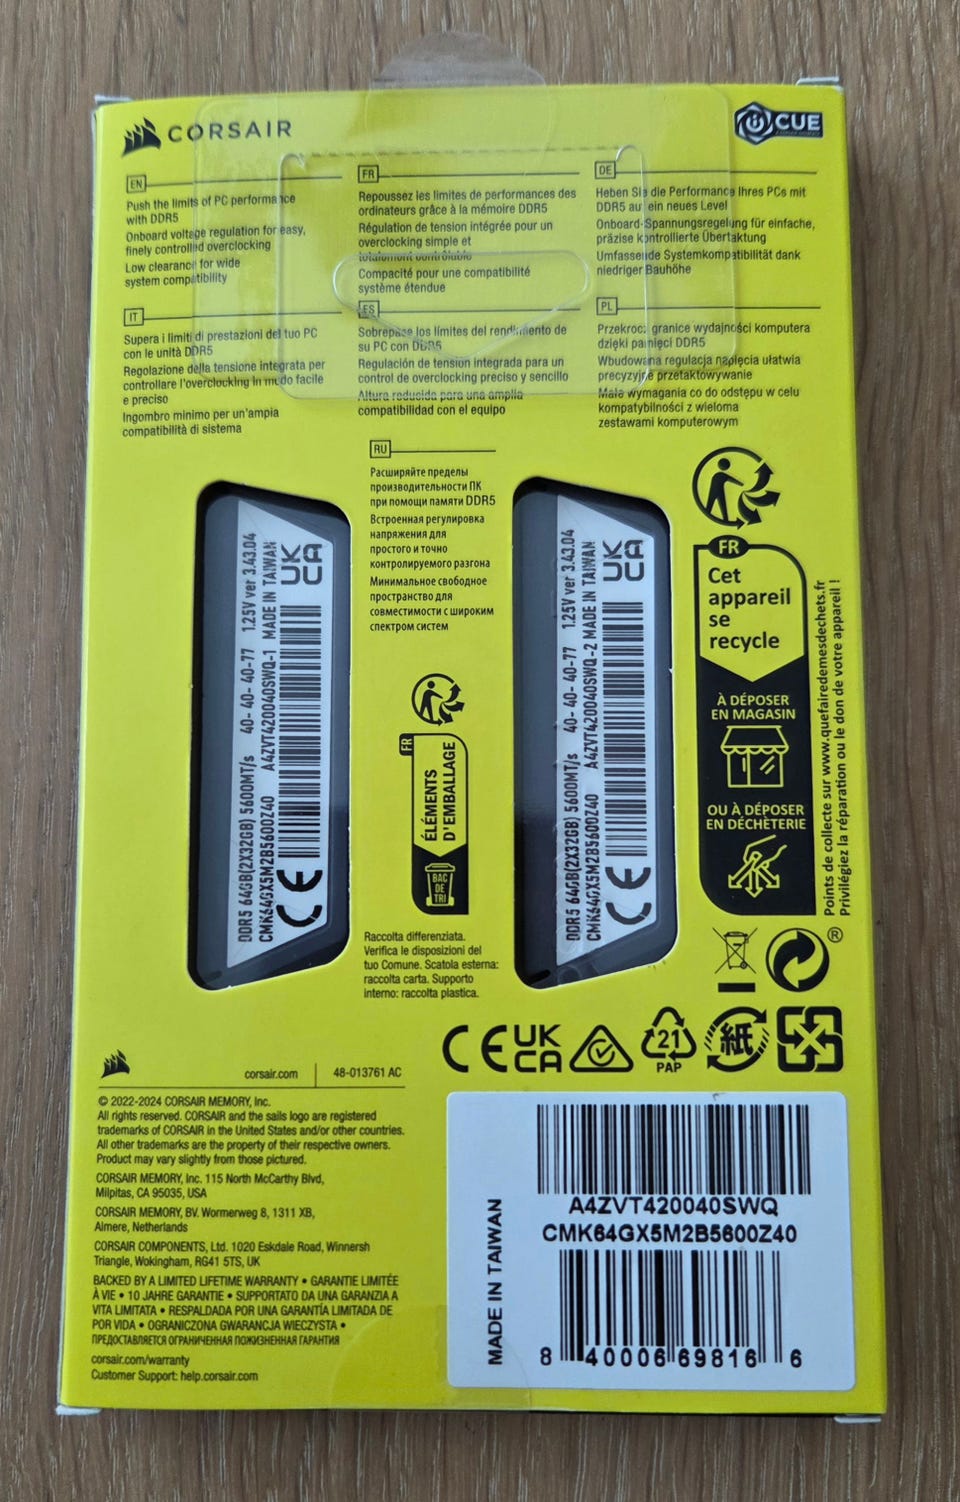 CORSAIR
iCUE
EN
Push the limits of PC performance
with DDR5
Onboard voltage regulation for easy,
finely controlled overclocking
Low clearance for wide
system compatibility
FR
Repoussez les limites de performances des
ordinateurs grâce à la mémoire DDR5
Régulation de tension intégrée pour un
overclocking simple et
totalement contrôlable
Compacité pour une compatibilité
système étendue
DE
Heben Sie die Performance Ihres PCs mit
DDR5 auf ein neues Level
Onboard-Spannungsregelung für einfache,
präzise kontrollierte Übertaktung
Umfassende Systemkompatibilität dank
niedriger Bauhöhe
IT
Supera i limiti di prestazioni del tuo PC
con le unità DDR5
Regolazione della tensione integrata per
controllare l'overclocking in modo facile
e preciso
Ingombro minimo per un'ampia
compatibilità di sistema
ES
Sobrepase los límites del rendimiento de
su PC con DDR5
Regulación de tensión integrada para un
control de overclocking preciso y sencillo
Altura reducida para una amplia
compatibilidad con el equipo
PL
Przekrocz granice wydajności komputera
dzięki pamięci DDR5
Wbudowana regulacja napięcia ułatwia
precyzyjne przetaktowywanie
Małe wymagania co do odstępu w celu
kompatybilności z wieloma
zestawami komputerowym
RU
Расширяйте пределы
производительности ПК
при помощи памяти DDR5
Встроенная регулировка
напряжения для
простого и точно
контролируемого разгона
Минимальное свободное
пространство для
совместимости с широким
спектром систем
DDR5 64GB(2X32GB) 5600MT/s 40- 40- 40-77 1.25V ver 3.43.04
CMK64GX5M2B5600Z40 A4ZVT420040SWQ-1 MADE IN TAIWAN
CE
UK
CA
DDR5 64GB(2X32GB) 5600MT/s 40- 40- 40-77 1.25V ver 3.43.04
CMK64GX5M2B5600Z40 A4ZVT420040SWQ-2 MADE IN TAIWAN
CE
UK
CA
FR
ÉLÉMENTS
D'EMBALLAGE
BAC
DE
TRI
Raccolta differenziata.
Verifica le disposizioni del
tuo Comune. Scatola esterna:
raccolta carta. Supporto
interno: raccolta plastica.
FR
Cet
appareil
se
recycle
À DÉPOSER
EN MAGASIN
OU À DÉPOSER
EN DÉCHÈTERIE
Points de collecte sur www.quefairedemesdechets.fr
Privilégiez la réparation ou le don de votre appareil !
®
CE
UK
CA
21
PAP
紙
corsair.com
48-013761 AC
© 2022-2024 CORSAIR MEMORY, Inc.
All rights reserved. CORSAIR and the sails logo are registered
trademarks of CORSAIR in the United States and/or other countries.
All other trademarks are the property of their respective owners.
Product may vary slightly from those pictured.
CORSAIR MEMORY, Inc. 115 North McCarthy Blvd,
Milpitas, CA 95035, USA
CORSAIR MEMORY, BV. Wormerweg 8, 1311 XB,
Almere, Netherlands
CORSAIR COMPONENTS, Ltd. 1020 Eskdale Road, Winnersh
Triangle, Wokingham, RG41 5TS, UK
BACKED BY A LIMITED LIFETIME WARRANTY • GARANTIE LIMITÉE
À VIE • 10 JAHRE GARANTIE • SUPPORTATO DA UNA GARANZIA A
VITA LIMITATA • RESPALDADA POR UNA GARANTÍA LIMITADA DE
POR VIDA • OGRANICZONA GWARANCJA WIECZYSTA •
ПРЕДОСТАВЛЯЕТСЯ ОГРАНИЧЕННАЯ ПОЖИЗНЕННАЯ ГАРАНТИЯ
corsair.com/warranty
Customer Support: help.corsair.com
MADE IN TAIWAN
A4ZVT420040SWQ
CMK64GX5M2B5600Z40
8 40006 69816 6